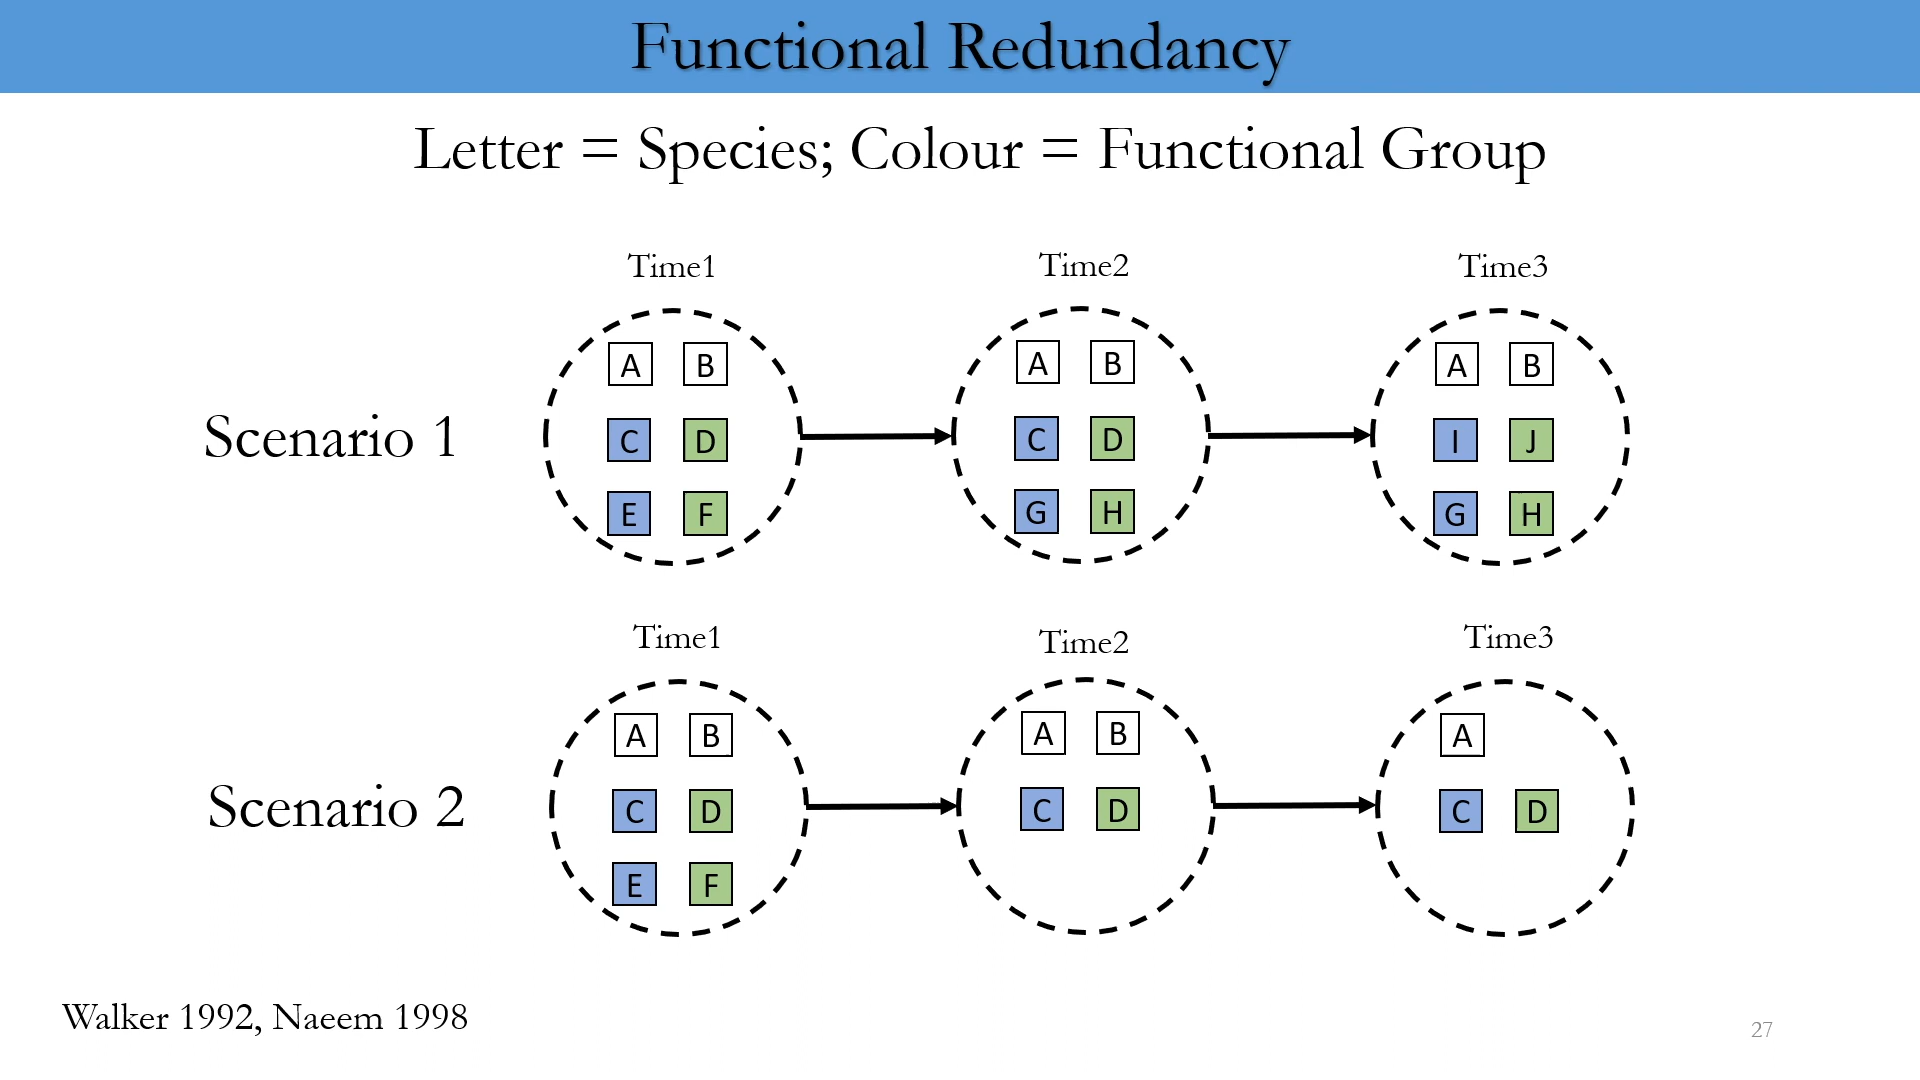 Functional Redundancy
Letter = Species; Colour = Functional Group
Time1 Time2 Time3
A B A B A B
Scenario 1
C D C D I J
E F G H G H
Time1 Time2 Time3
A B A B A
Scenario 2
C D C D C D
E F
Walker 1992, Naeem 1998
27